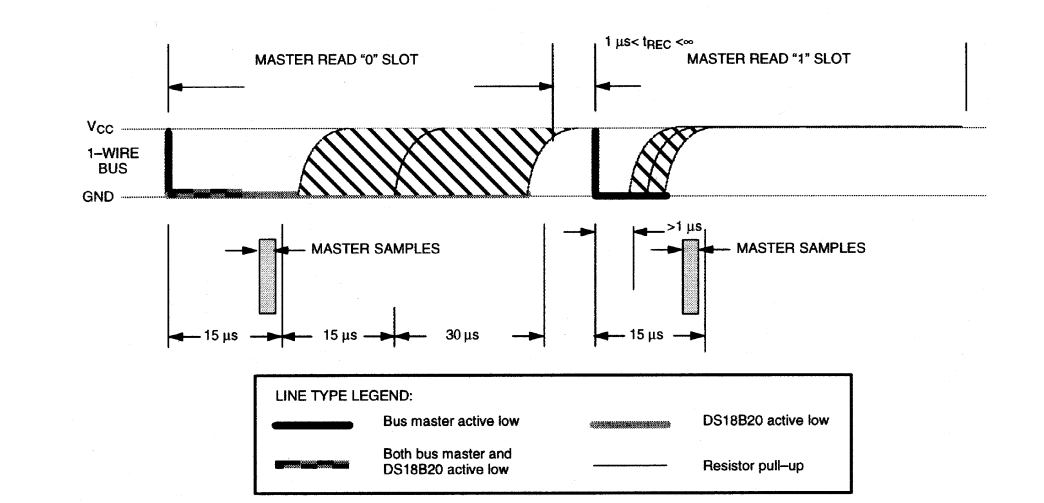 1 µs< tREC <∞
MASTER READ “0” SLOT
MASTER READ “1” SLOT
VCC
1–WIRE
BUS
GND
>1 µs
MASTER SAMPLES
MASTER SAMPLES
15 µs
15 µs
30 µs
15 µs
LINE TYPE LEGEND:
Bus master active low
DS18B20 active low
Both bus master and
DS18B20 active low
Resistor pull–up